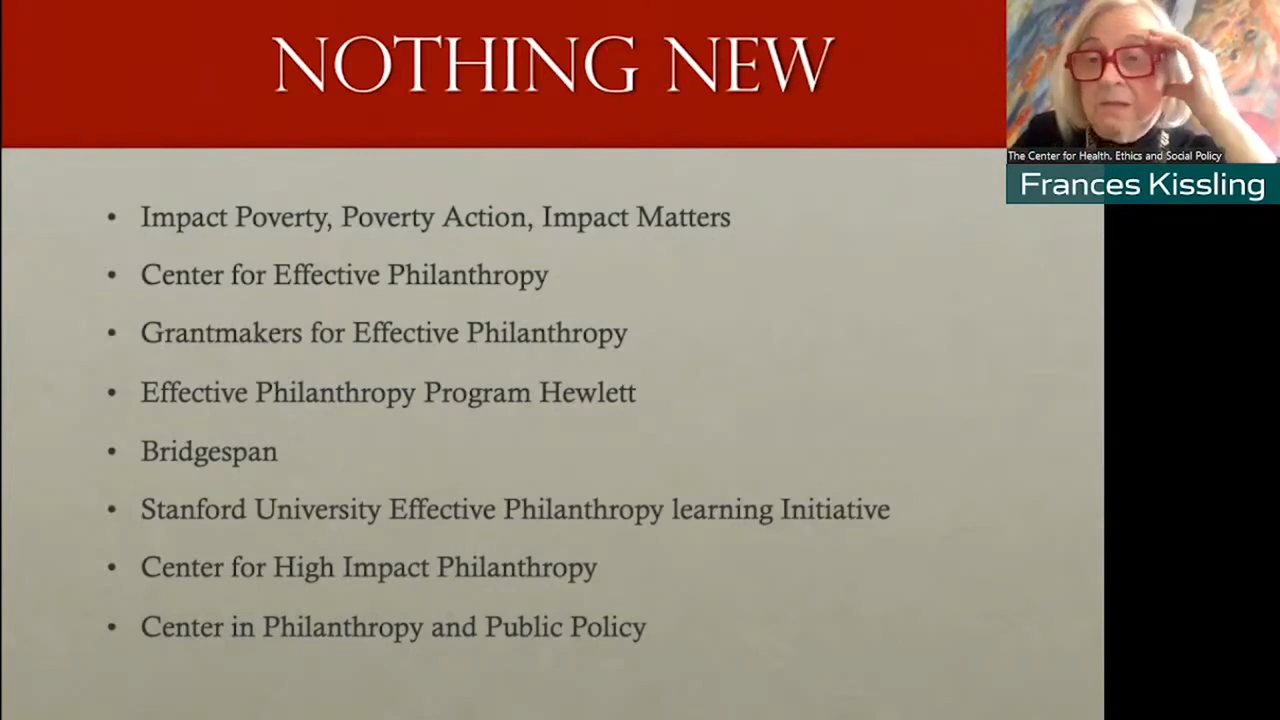 NOTHING NEW
The Center for Health, Ethics and Social Policy
Frances Kissling
• Impact Poverty, Poverty Action, Impact Matters
• Center for Effective Philanthropy
• Grantmakers for Effective Philanthropy
• Effective Philanthropy Program Hewlett
• Bridgespan
• Stanford University Effective Philanthropy learning Initiative
• Center for High Impact Philanthropy
• Center in Philanthropy and Public Policy